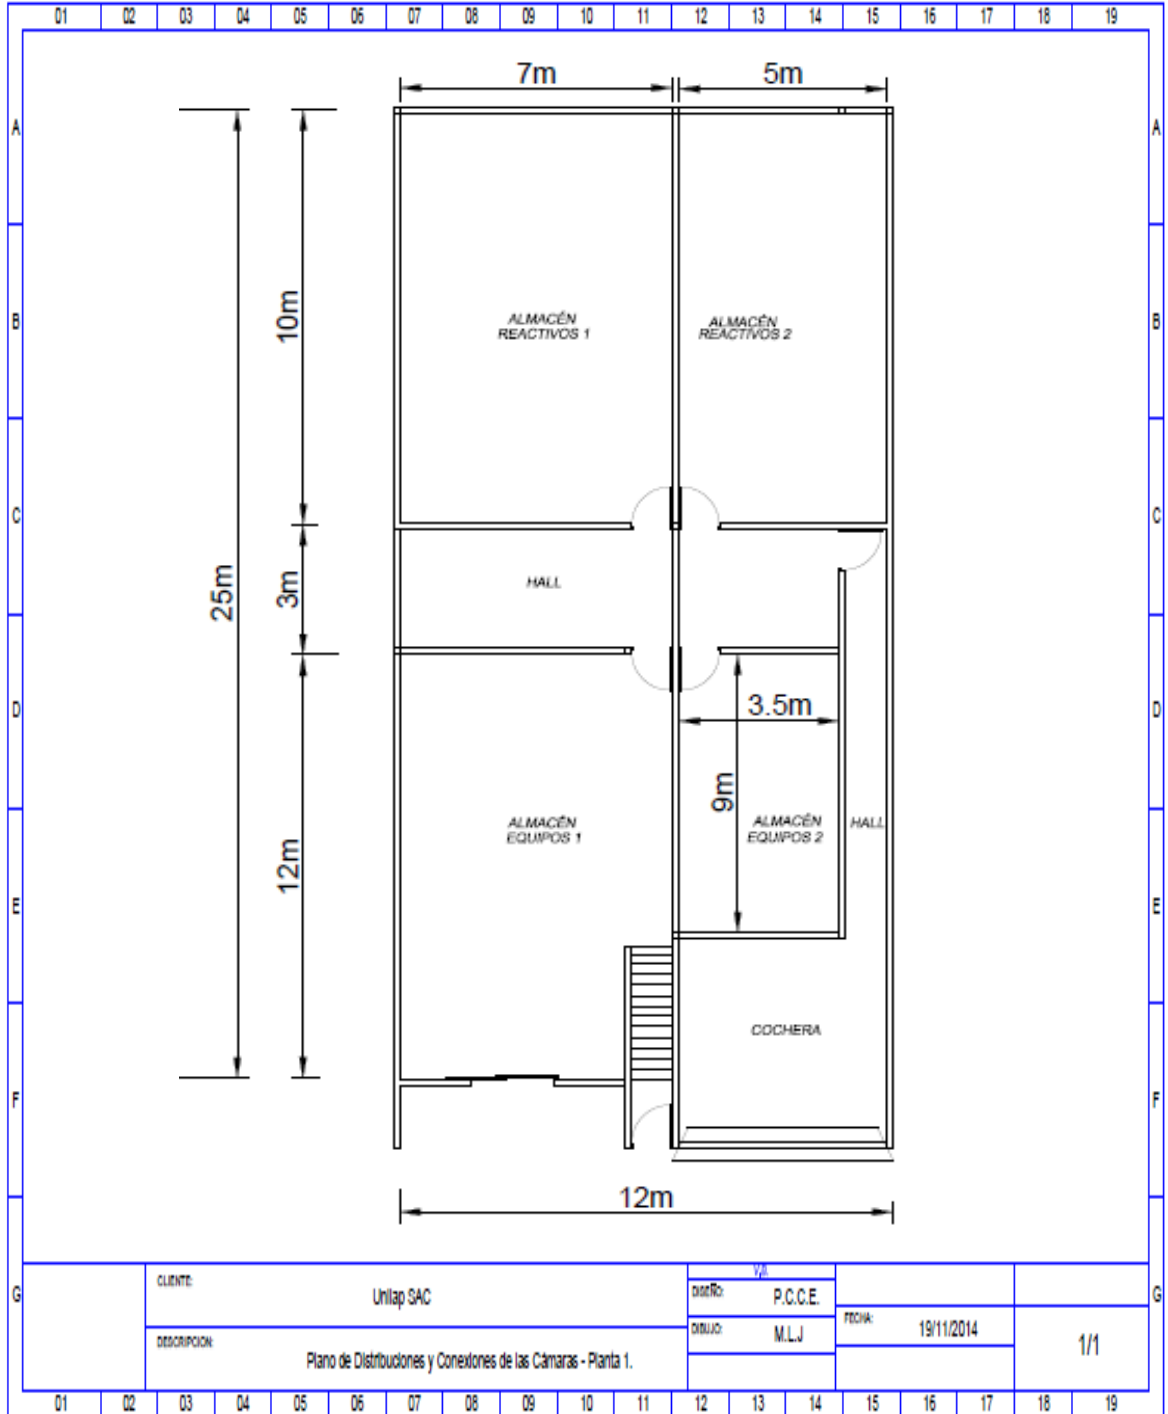 01 02 03 04 05 06 07 08 09 10 11 12 13 14 15 16 17 18 19
7m 5m
A A
10m
B B
ALMACÉN
REACTIVOS 1
ALMACÉN
REACTIVOS 2
C C
25m
3m
HALL
D D
3.5m
9m
12m
ALMACÉN
EQUIPOS 1
ALMACÉN
EQUIPOS 2
HALL
E E
COCHERA
F F
12m
G G
CLIENTE:
Unilap SAC
DESCRIPCION:
Plano de Distribuciones y Conexiones de las Cámaras - Planta 1.
DISEÑO: P.C.C.E.
DIBUJO: M.L.J
FECHA: 19/11/2014
1/1
01 02 03 04 05 06 07 08 09 10 11 12 13 14 15 16 17 18 19